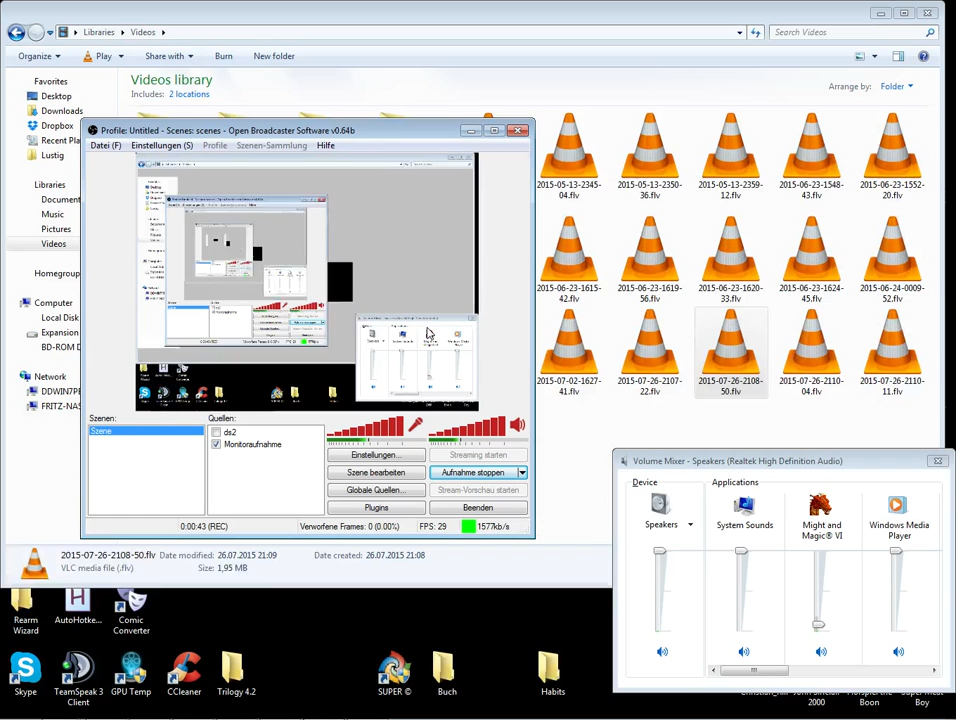 Libraries
Videos
Search Videos
Organize
Play
Share with
Burn
New folder
Favorites
Desktop
Downloads
Dropbox
Recent Pla
Lustig
Libraries
Document
Music
Pictures
Videos
Homegroup
Computer
Local Disk
Expansion
BD-ROM D
Network
DDWIN7PR
FRITZ-NAS
Videos library
Includes: 2 locations
Arrange by: Folder
2015-05-13-2345-
04.flv
2015-05-13-2350-
36.flv
2015-05-13-2359-
12.flv
2015-06-23-1548-
43.flv
2015-06-23-1552-
20.flv
2015-06-23-1615-
42.flv
2015-06-23-1619-
56.flv
2015-06-23-1620-
33.flv
2015-06-23-1624-
45.flv
2015-06-24-0009-
52.flv
2015-07-02-1627-
41.flv
2015-07-26-2107-
22.flv
2015-07-26-2108-
50.flv
2015-07-26-2110-
04.flv
2015-07-26-2110-
11.flv
Profile: Untitled - Scenes: scenes - Open Broadcaster Software v0.64b
Datei (F)
Einstellungen (S)
Profile
Szenen-Sammlung
Hilfe
Szenen:
Szene
Quellen:
ds2
Monitoraufnahme
Einstellungen...
Streaming starten
Szene bearbeiten
Aufnahme stoppen
Globale Quellen...
Stream-Vorschau starten
Plugins
Beenden
0:00:43 (REC)
Verworfene Frames: 0 (0.00%)
FPS: 29
1577kb/s
2015-07-26-2108-50.flv
Date modified: 26.07.2015 21:09
Date created: 26.07.2015 21:08
VLC media file (.flv)
Size: 1,95 MB
Volume Mixer - Speakers (Realtek High Definition Audio)
Device
Applications
Speakers
System Sounds
Might and
Magic® VI
Windows Media
Player
Rearm
Wizard
AutoHotke...
Comic
Converter
Skype
TeamSpeak 3
Client
GPU Temp
CCleaner
Trilogy 4.2
SUPER ©
Buch
Habits
2000
Boon
Boy